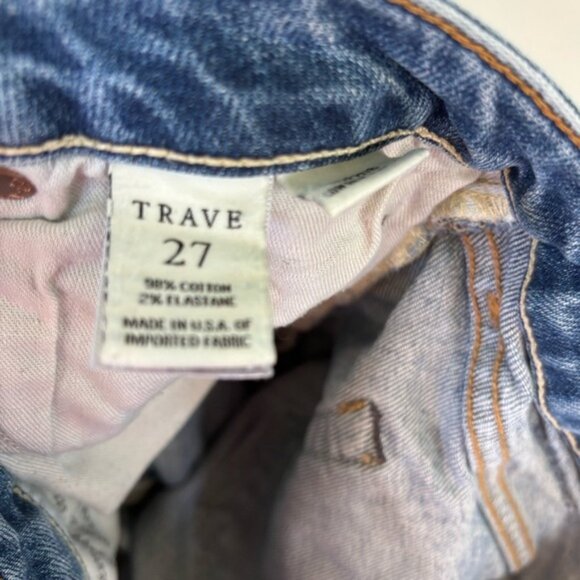 TRAVE
27
98% COTTON
2% ELASTANE
MADE IN U.S.A. OF
IMPORTED FABRIC